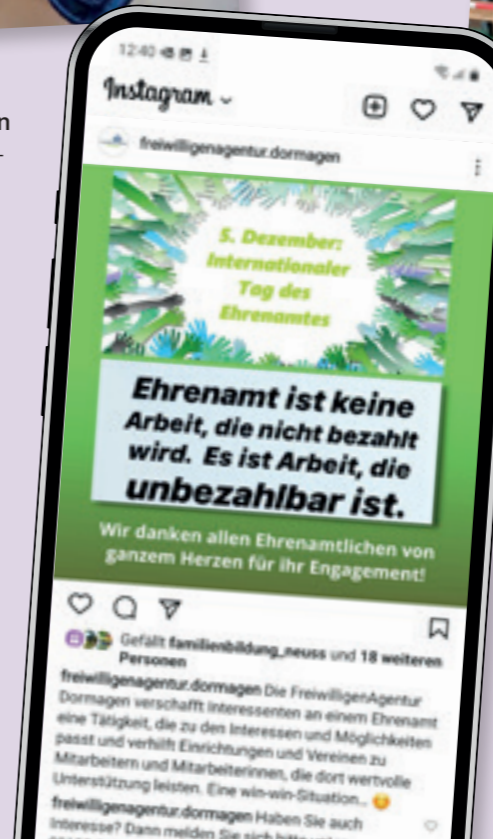 n
12:40
Instagram
freiwilligenagentur.dormagen
5. Dezember:
Internationaler
Tag des
Ehrenamtes
Ehrenamt ist keine
Arbeit, die nicht bezahlt
wird. Es ist Arbeit, die
unbezahlbar ist.
Wir danken allen Ehrenamtlichen von
ganzem Herzen für ihr Engagement!
Gefällt familienbildung_neuss und 18 weiteren
Personen
freiwilligenagentur.dormagen Die FreiwilligenAgentur
Dormagen verschafft Interessenten an einem Ehrenamt
eine Tätigkeit, die zu den Interessen und Möglichkeiten
passt und verhilft Einrichtungen und Vereinen zu
Mitarbeitern und Mitarbeiterinnen, die dort wertvolle
Unterstützung leisten. Eine win-win-Situation...
freiwilligenagentur.dormagen Haben Sie auch
Interesse? Dann melden Sie sich bitte